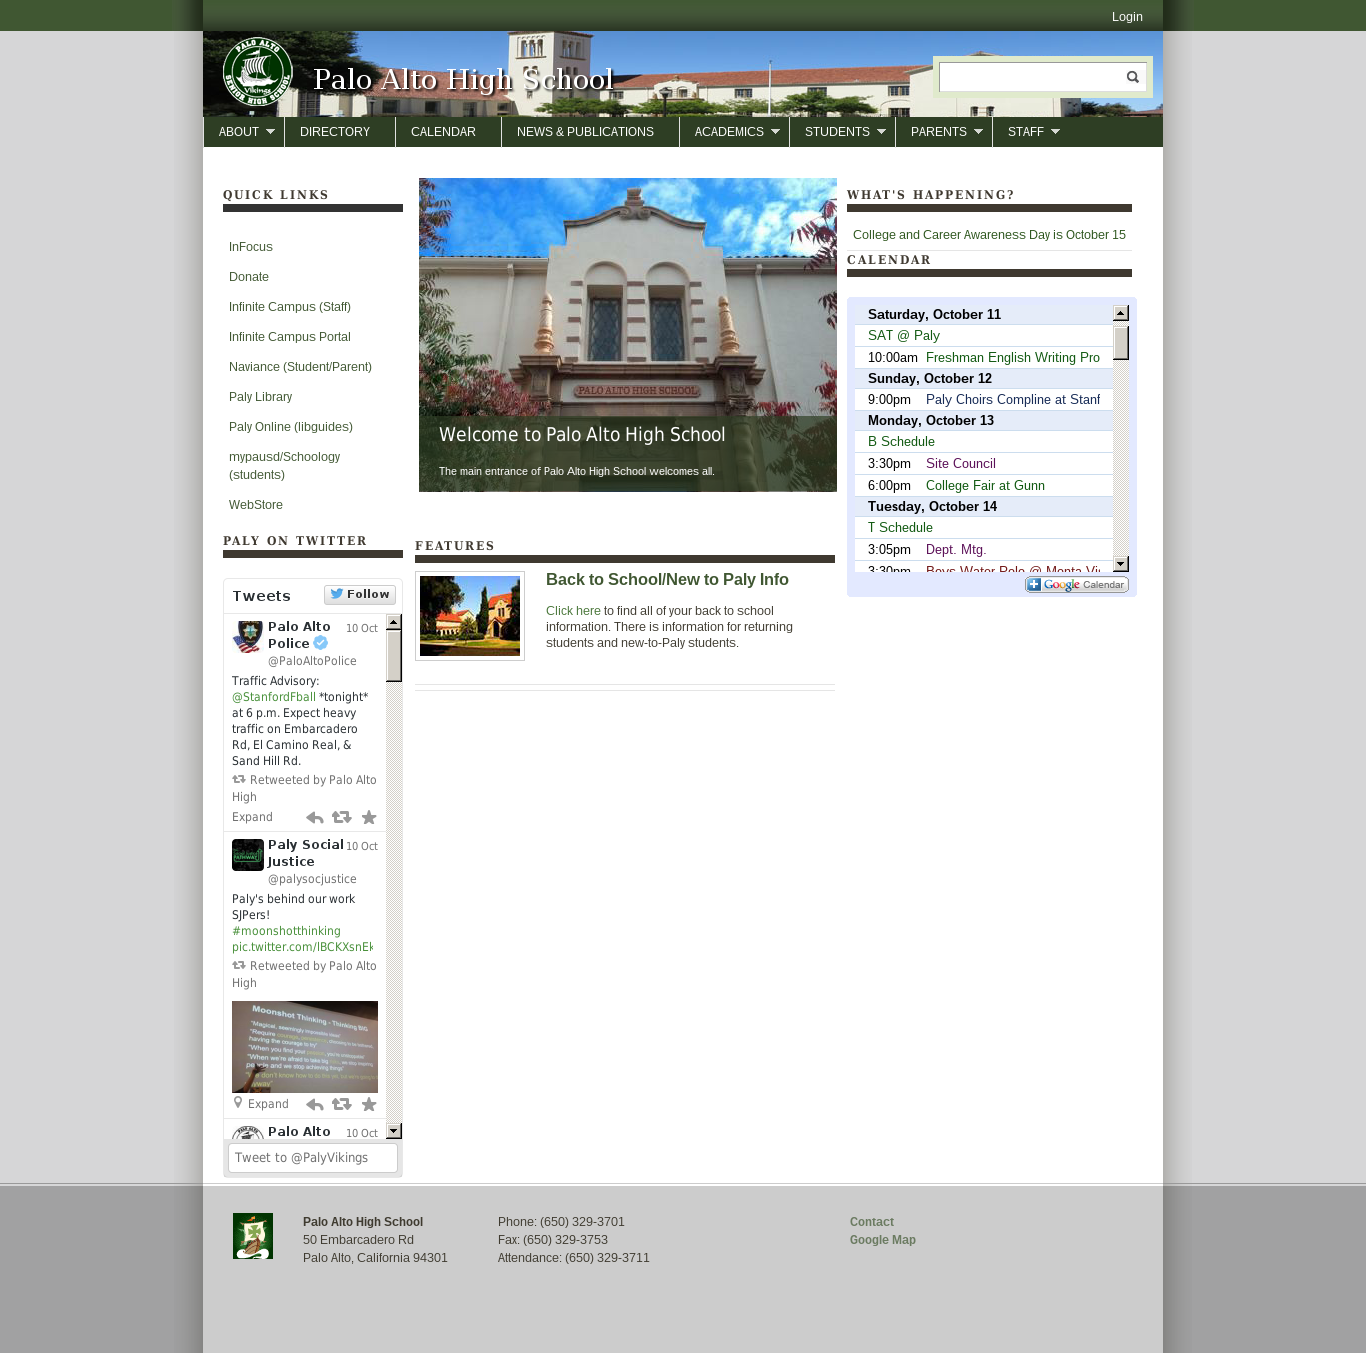 Login
PALO ALTO
Vikings
SENIOR HIGH SCHOOL
Palo Alto High School
ABOUT
DIRECTORY
CALENDAR
NEWS & PUBLICATIONS
ACADEMICS
STUDENTS
PARENTS
STAFF
QUICK LINKS
InFocus
Donate
Infinite Campus (Staff)
Infinite Campus Portal
Naviance (Student/Parent)
Paly Library
Paly Online (libguides)
mypausd/Schoology
(students)
WebStore
PALY ON TWITTER
Tweets
Follow
Palo Alto
Police
10 Oct
@PaloAltoPolice
Traffic Advisory:
@StanfordFball *tonight*
at 6 p.m. Expect heavy
traffic on Embarcadero
Rd, El Camino Real, &
Sand Hill Rd.
Retweeted by Palo Alto
High
Expand
Paly Social
Justice
10 Oct
@palysocjustice
Paly's behind our work
SJPers!
#moonshotthinking
pic.twitter.com/IBCKXsnEk
Retweeted by Palo Alto
High
Moonshot Thinking - Thinking BIG
Expand
Palo Alto
10 Oct
Tweet to @PalyVikings
PALO ALTO HIGH SCHOOL
Welcome to Palo Alto High School
The main entrance of Palo Alto High School welcomes all.
FEATURES
Back to School/New to Paly Info
Click here to find all of your back to school
information. There is information for returning
students and new-to-Paly students.
WHAT'S HAPPENING?
College and Career Awareness Day is October 15
CALENDAR
Saturday, October 11
SAT @ Paly
10:00am Freshman English Writing Pro
Sunday, October 12
9:00pm Paly Choirs Compline at Stanf
Monday, October 13
B Schedule
3:30pm Site Council
6:00pm College Fair at Gunn
Tuesday, October 14
T Schedule
3:05pm Dept. Mtg.
3:30pm Boys Water Polo @ Monta Vi
Google Calendar
Palo Alto High School
50 Embarcadero Rd
Palo Alto, California 94301
Phone: (650) 329-3701
Fax: (650) 329-3753
Attendance: (650) 329-3711
Contact
Google Map